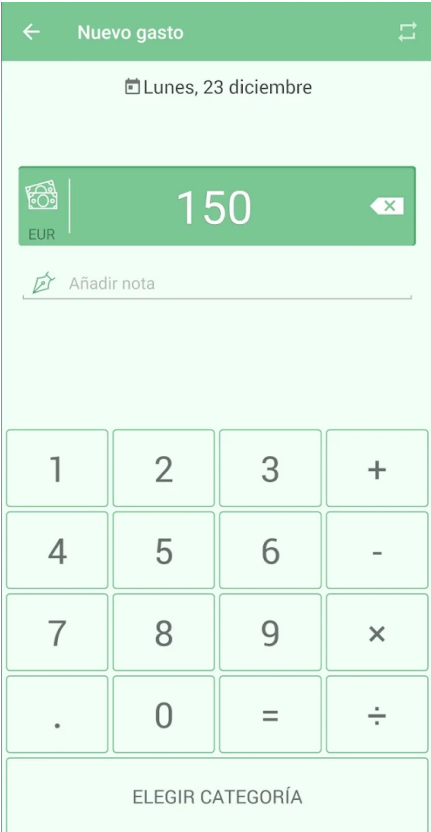 Nuevo gasto
Lunes, 23 diciembre
150
EUR
Añadir nota
1 2 3 +
4 5 6 -
7 8 9 ×
. 0 = ÷
ELEGIR CATEGORÍA